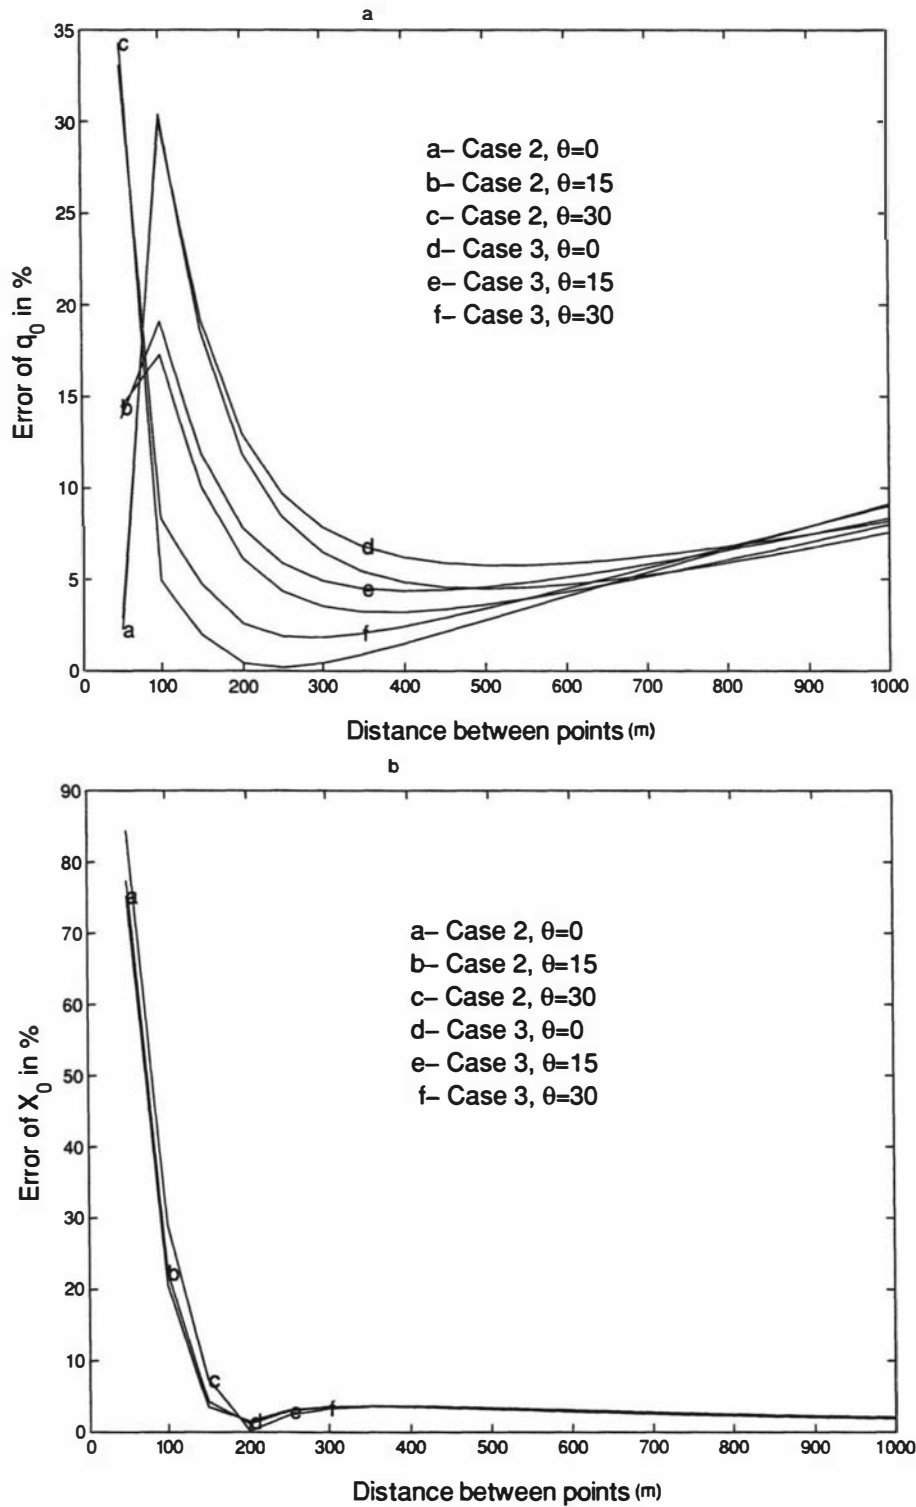 a
35
30
25
20
15
10
5
0
Error of q0 in %
c
b
a
d
e
f
a– Case 2, θ=0
b– Case 2, θ=15
c– Case 2, θ=30
d– Case 3, θ=0
e– Case 3, θ=15
f– Case 3, θ=30
0 100 200 300 400 500 600 700 800 900 1000
Distance between points (m)
b
90
80
70
60
50
40
30
20
10
0
Error of X0 in %
a
b
c
d
e
f
a– Case 2, θ=0
b– Case 2, θ=15
c– Case 2, θ=30
d– Case 3, θ=0
e– Case 3, θ=15
f– Case 3, θ=30
0 100 200 300 400 500 600 700 800 900 1000
Distance between points (m)